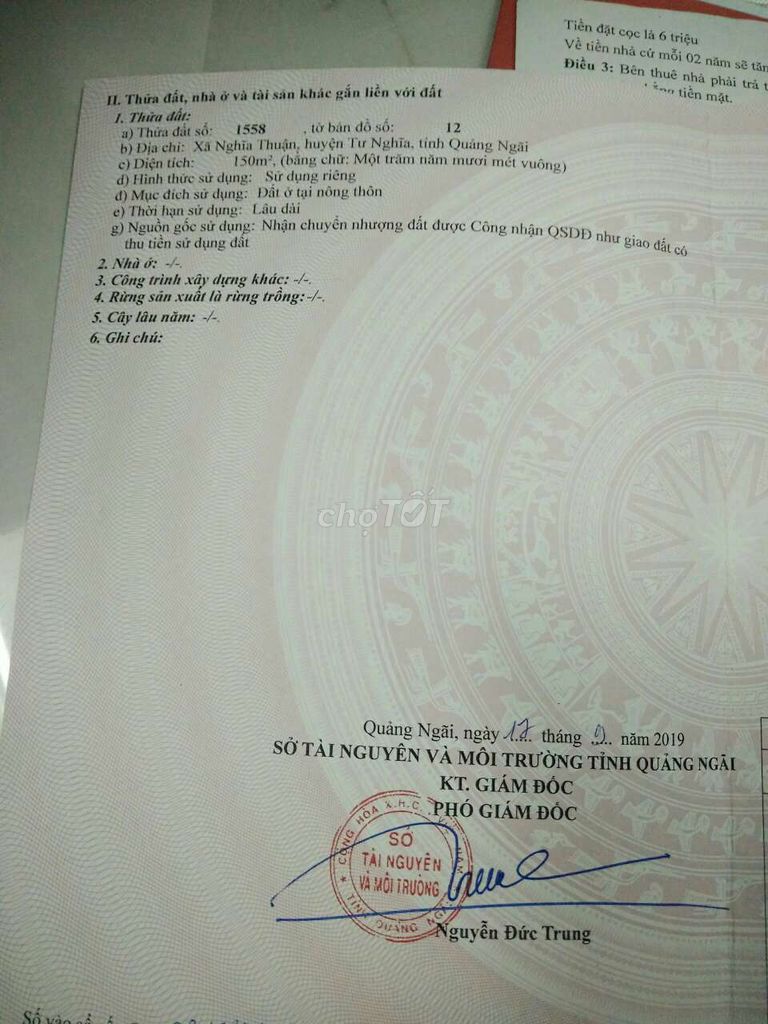 Tiền đặt cọc là 6 triệu
Về tiền nhà cứ mỗi 02 năm sẽ tăn
Điều 3: Bên thuê nhà phải trả t
tiền mặt.
II. Thửa đất, nhà ở và tài sản khác gắn liền với đất
1. Thửa đất:
a) Thửa đất số: 1558 , tờ bản đồ số: 12
b) Địa chỉ: Xã Nghĩa Thuận, huyện Tư Nghĩa, tỉnh Quảng Ngãi
c) Diện tích: 150m², (bằng chữ: Một trăm năm mươi mét vuông)
d) Hình thức sử dụng: Sử dụng riêng
đ) Mục đích sử dụng: Đất ở tại nông thôn
e) Thời hạn sử dụng: Lâu dài
g) Nguồn gốc sử dụng: Nhận chuyển nhượng đất được Công nhận QSDĐ như giao đất có
thu tiền sử dụng đất
2. Nhà ở: -/-.
3. Công trình xây dựng khác: -/-.
4. Rừng sản xuất là rừng trồng: -/-.
5. Cây lâu năm: -/-.
6. Ghi chú:
chợTỐT
Quảng Ngãi, ngày 17 tháng 9 năm 2019
SỞ TÀI NGUYÊN VÀ MÔI TRƯỜNG TỈNH QUẢNG NGÃI
KT. GIÁM ĐỐC
PHÓ GIÁM ĐỐC
CỘNG HÒA X.H.C.N VIỆT NAM
SỞ
TÀI NGUYÊN
VÀ MÔI TRƯỜNG
TỈNH QUẢNG NGÃI
Nguyễn Đức Trung
Số vào sổ